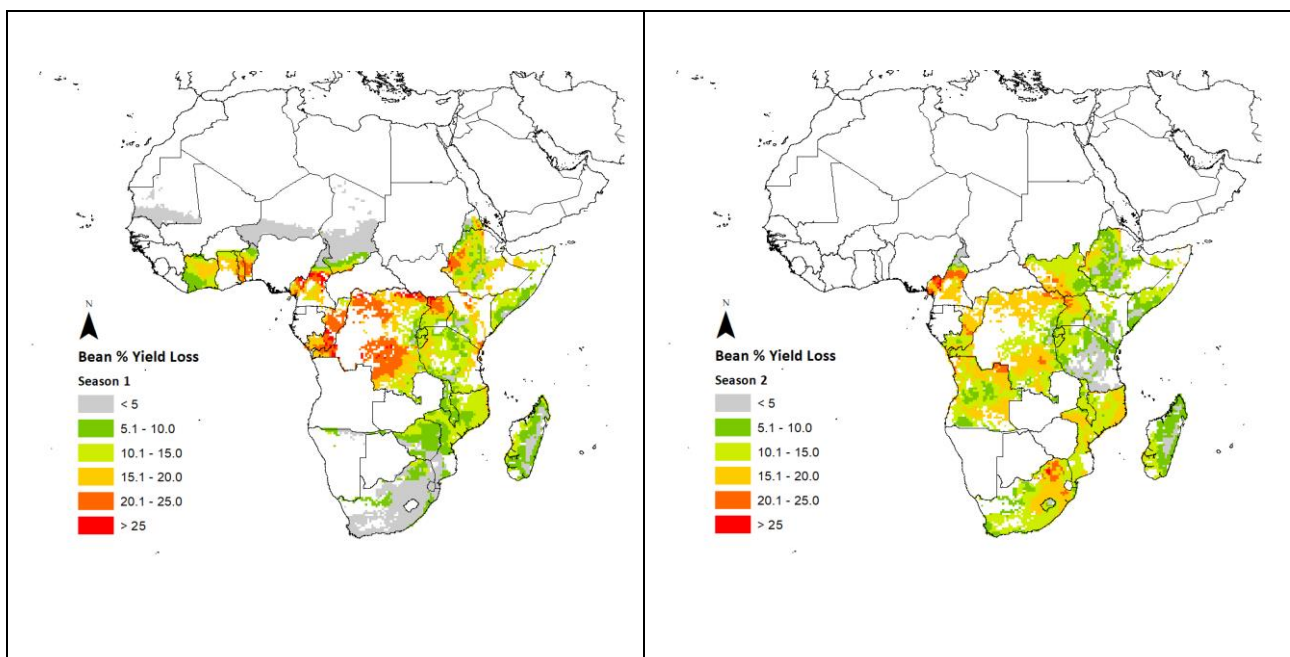 N
Bean % Yield Loss
Season 1
< 5
5.1 - 10.0
10.1 - 15.0
15.1 - 20.0
20.1 - 25.0
> 25
N
Bean % Yield Loss
Season 2
< 5
5.1 - 10.0
10.1 - 15.0
15.1 - 20.0
20.1 - 25.0
> 25